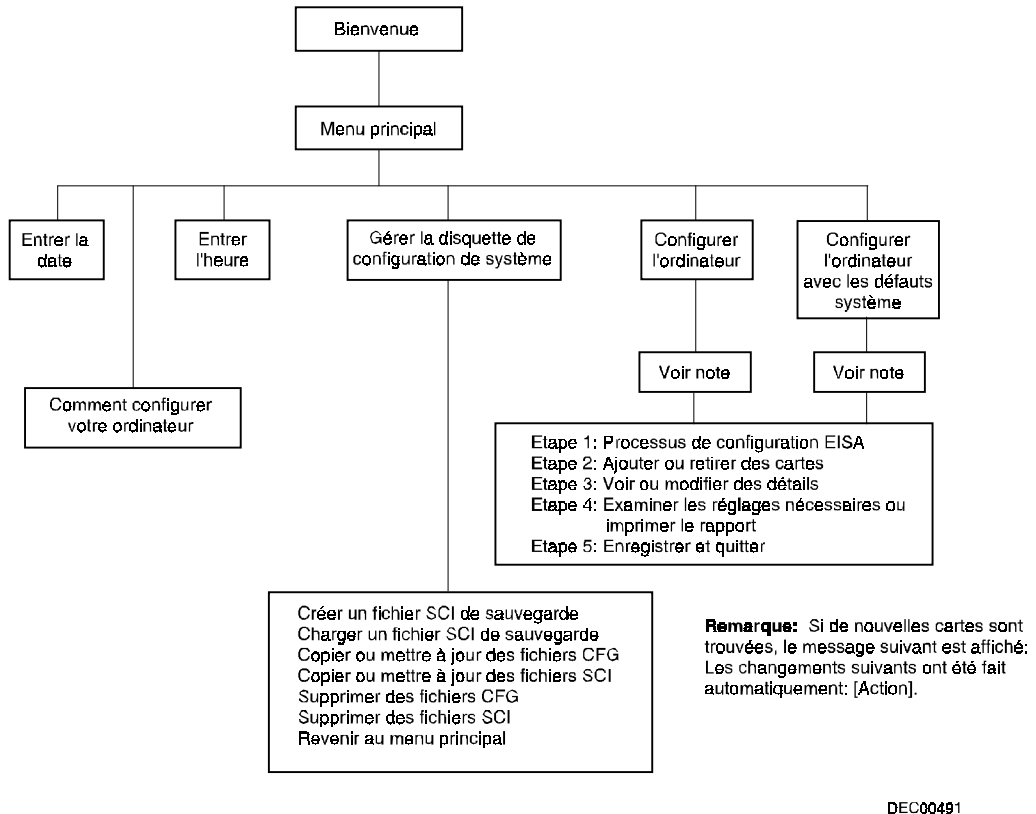 Bienvenue
Menu principal
Entrer la
date
Entrer
l'heure
Gérer la disquette de
configuration de système
Configurer
l'ordinateur
Configurer
l'ordinateur
avec les défauts
système
Voir note
Voir note
Comment configurer
votre ordinateur
Etape 1: Processus de configuration EISA
Etape 2: Ajouter ou retirer des cartes
Etape 3: Voir ou modifier des détails
Etape 4: Examiner les réglages nécessaires ou
imprimer le rapport
Etape 5: Enregistrer et quitter
Créer un fichier SCI de sauvegarde
Charger un fichier SCI de sauvegarde
Copier ou mettre à jour des fichiers CFG
Copier ou mettre à jour des fichiers SCI
Supprimer des fichiers CFG
Supprimer des fichiers SCI
Revenir au menu principal
Remarque: Si de nouvelles cartes sont
trouvées, le message suivant est affiché:
Les changements suivants ont été fait
automatiquement: [Action].
DEC00491